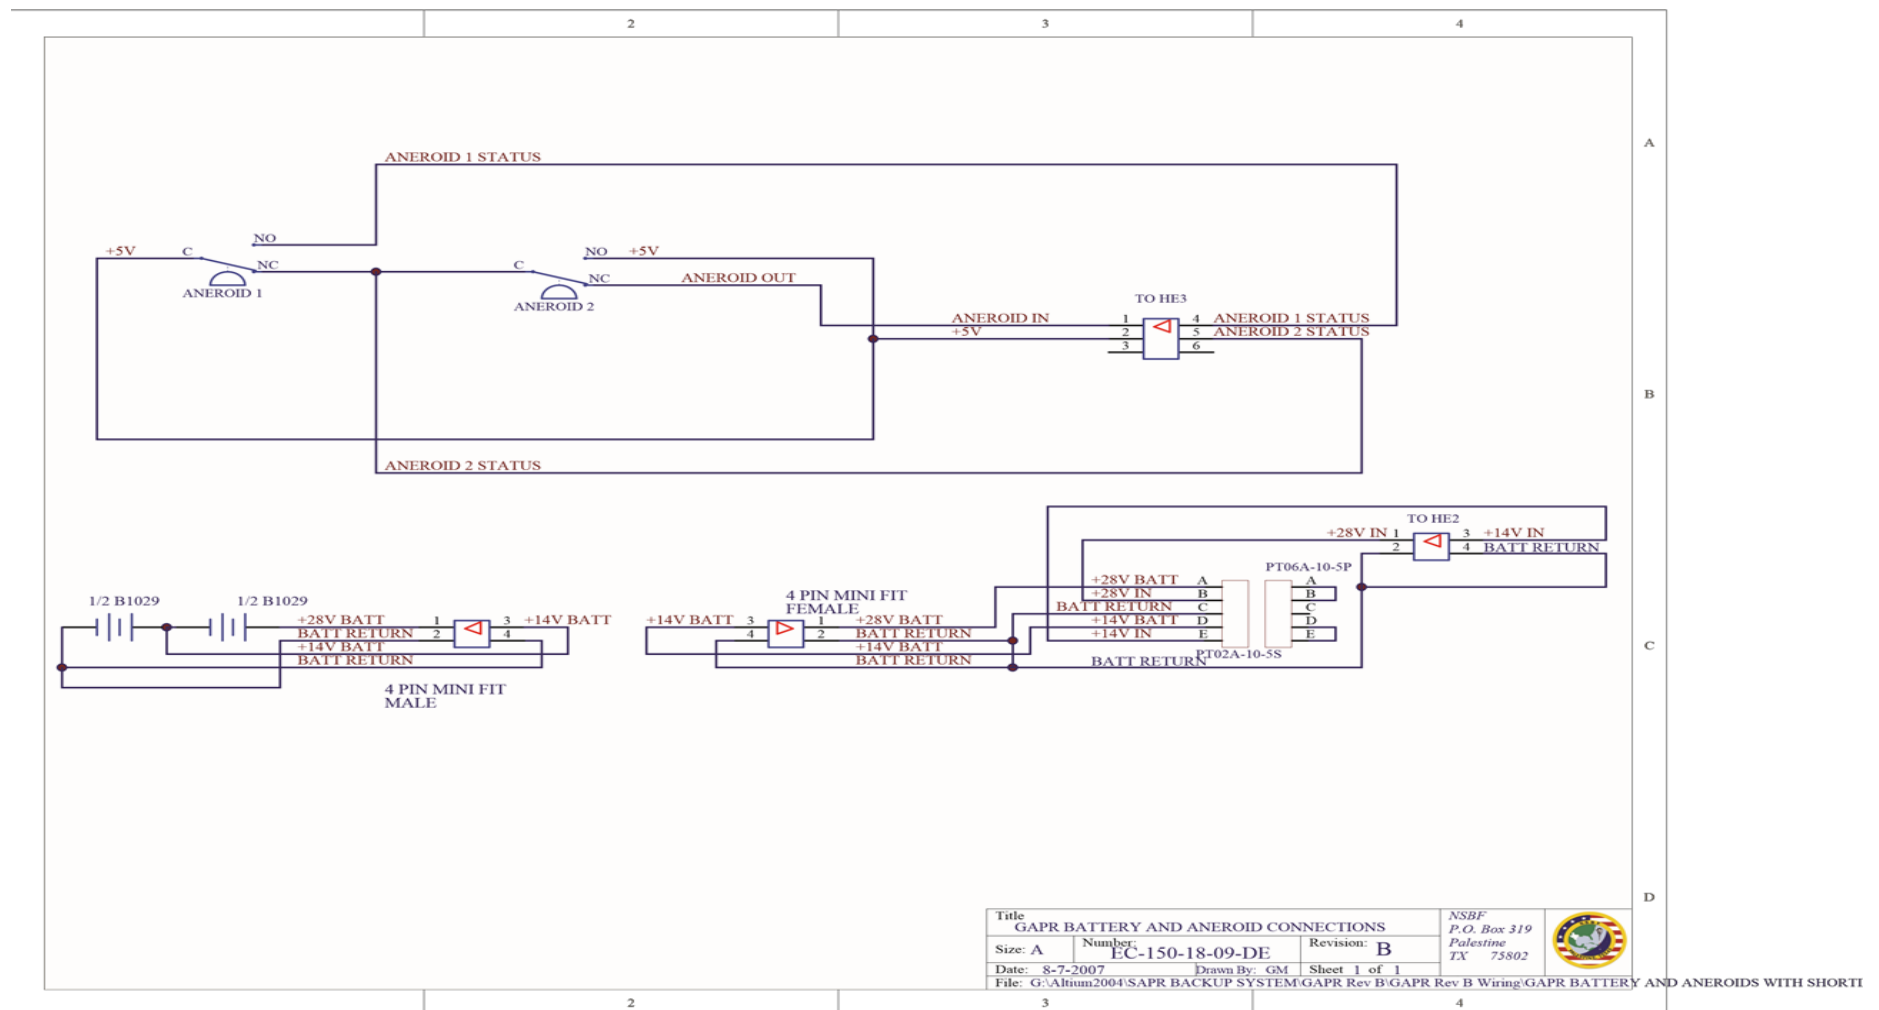 2 3 4
A
ANEROID 1 STATUS
NO
+5V C
NC
ANEROID 1
NO +5V
C
NC ANEROID OUT
ANEROID 2
TO HE3
ANEROID IN 1 4 ANEROID 1 STATUS
+5V 2 5 ANEROID 2 STATUS
3 6
B
ANEROID 2 STATUS
TO HE2
+28V IN 1 3 +14V IN
2 4 BATT RETURN
PT06A-10-5P
+28V BATT A A
+28V IN B B
BATT RETURN C C
+14V BATT D D
+14V IN E E
PT02A-10-5S
BATT RETURN
1/2 B1029 1/2 B1029
+28V BATT 1 3 +14V BATT
BATT RETURN 2 4
+14V BATT
BATT RETURN
4 PIN MINI FIT
MALE
4 PIN MINI FIT
FEMALE
+14V BATT 3 1 +28V BATT
4 2 BATT RETURN
+14V BATT
BATT RETURN
C
D
Title
GAPR BATTERY AND ANEROID CONNECTIONS
Size: A Number: EC-150-18-09-DE Revision: B
Date: 8-7-2007 Drawn By: GM Sheet 1 of 1
File: G:\Altium2004\SAPR BACKUP SYSTEM\GAPR Rev B\GAPR Rev B Wiring\GAPR BATTERY AND ANEROIDS WITH SHORTI
NSBF
P.O. Box 319
Palestine
TX 75802
2 3 4